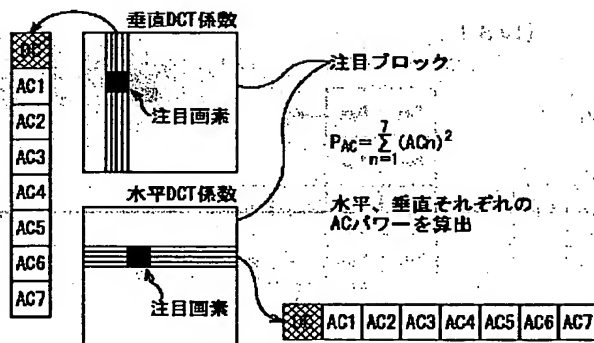 垂直DCT係数
DC
AC1
AC2
AC3
AC4
AC5
AC6
AC7
注目画素
注目ブロック
P_AC=∑_{n=1}^{7}(ACn)²
水平、垂直それぞれの
ACパワーを算出
水平DCT係数
注目画素
DC AC1 AC2 AC3 AC4 AC5 AC6 AC7